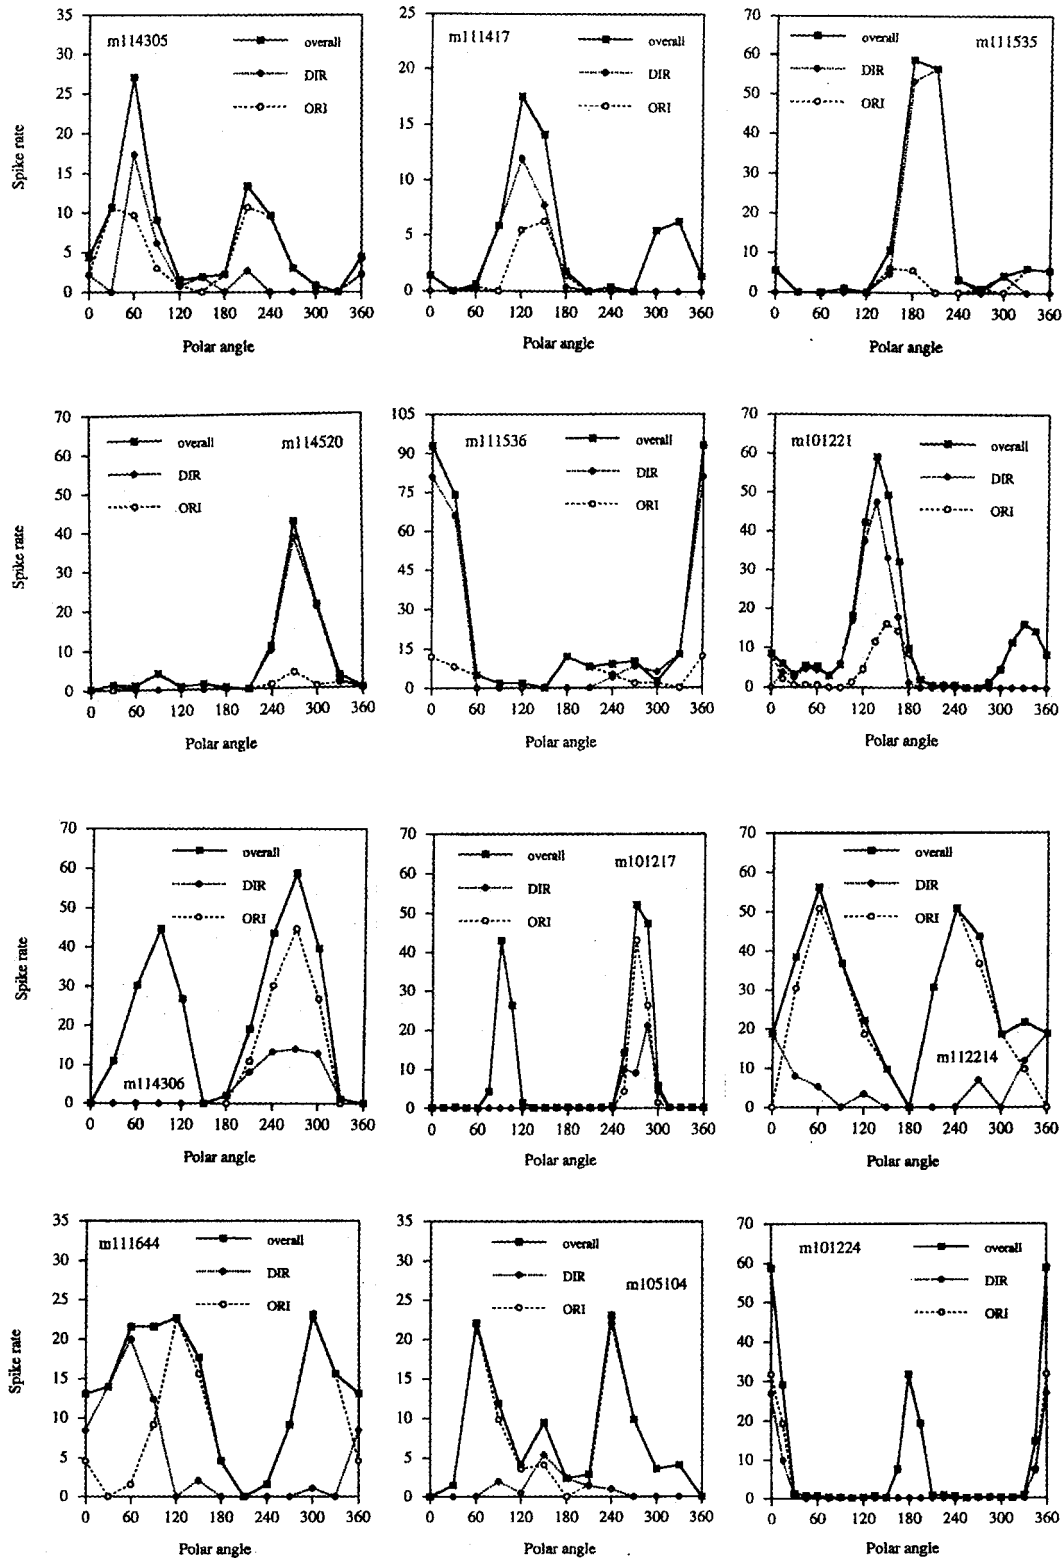 35
30
25
20
15
10
5
0
Spike rate
m114305
overall
DIR
ORI
0 60 120 180 240 300 360
Polar angle
25
20
15
10
5
0
m111417
overall
DIR
ORI
0 60 120 180 240 300 360
Polar angle
70
60
50
40
30
20
10
0
overall
DIR
ORI
m111535
0 60 120 180 240 300 360
Polar angle
70
60
50
40
30
20
10
0
overall
DIR
ORI
m114520
0 60 120 180 240 300 360
Polar angle
105
90
75
60
45
30
15
0
m111536
overall
DIR
ORI
0 60 120 180 240 300 360
Polar angle
70
60
50
40
30
20
10
0
m101221
overall
DIR
ORI
0 60 120 180 240 300 360
Polar angle
70
60
50
40
30
20
10
0
Spike rate
overall
DIR
ORI
m114306
0 60 120 180 240 300 360
Polar angle
70
60
50
40
30
20
10
0
overall
DIR
ORI
m101217
0 60 120 180 240 300 360
Polar angle
70
60
50
40
30
20
10
0
overall
DIR
ORI
m112214
0 60 120 180 240 300 360
Polar angle
35
30
25
20
15
10
5
0
Spike rate
m111644
overall
DIR
ORI
0 60 120 180 240 300 360
Polar angle
35
30
25
20
15
10
5
0
overall
DIR
ORI
m105104
0 60 120 180 240 300 360
Polar angle
70
60
50
40
30
20
10
0
m101224
overall
DIR
ORI
0 60 120 180 240 300 360
Polar angle